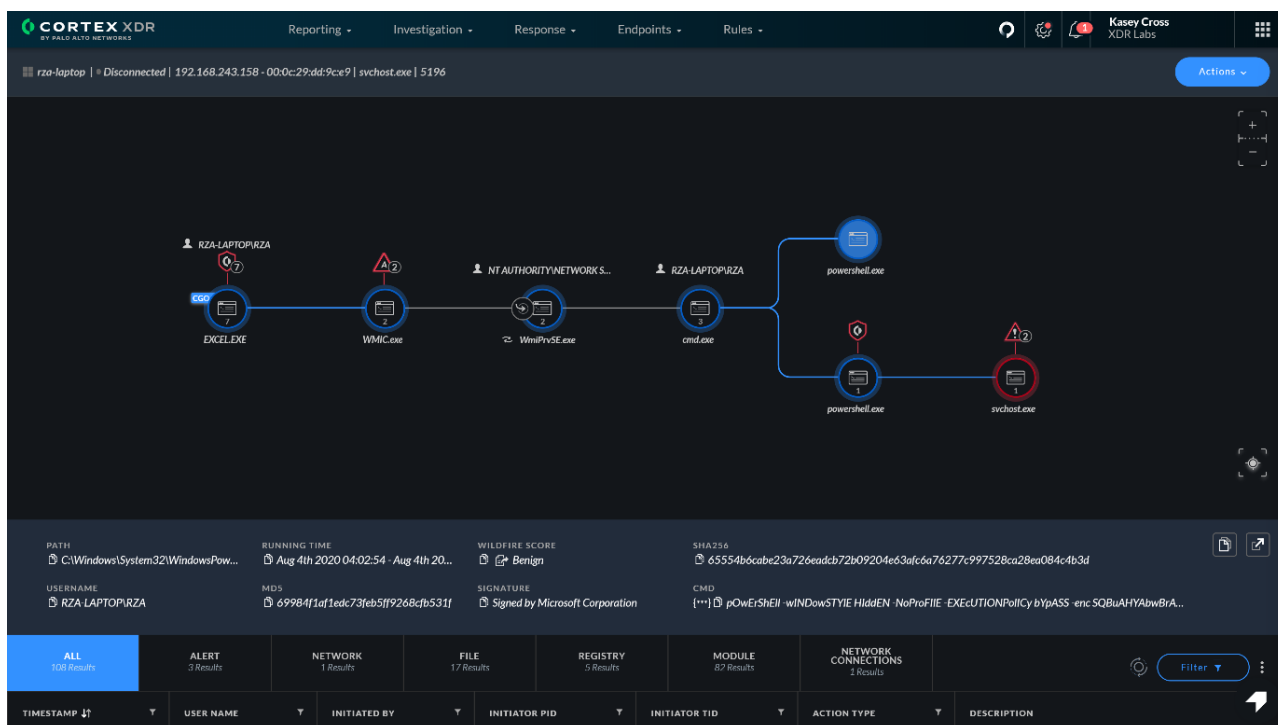 CORTEX XDR
BY PALO ALTO NETWORKS
Reporting
Investigation
Response
Endpoints
Rules
1
Kasey Cross
XDR Labs
rza-laptop | Disconnected | 192.168.243.158 - 00:0c:29:dd:9c:e9 | svchost.exe | 5196
Actions
RZA-LAPTOP\RZA
7
CGO
7
EXCEL.EXE
A 2
2
WMIC.exe
NT AUTHORITY\NETWORK S...
2
WmiPrvSE.exe
RZA-LAPTOP\RZA
3
cmd.exe
powershell.exe
1
powershell.exe
2
1
svchost.exe
PATH
C:\Windows\System32\WindowsPow...
RUNNING TIME
Aug 4th 2020 04:02:54 - Aug 4th 20...
WILDFIRE SCORE
Benign
SHA256
65554b6cabe23a726eadcb72b09204e63afc6a76277c997528ca28ea084c4b3d
USERNAME
RZA-LAPTOP\RZA
MD5
69984f1af1edc73feb5ff9268cfb531f
SIGNATURE
Signed by Microsoft Corporation
CMD
{•••} pOwErShEll -wINDowSTYlE HIddEN -NoProFIlE -EXEcUTIONPolICy bYpASS -enc SQBuAHYAbwBrA...
ALL
108 Results
ALERT
3 Results
NETWORK
1 Results
FILE
17 Results
REGISTRY
5 Results
MODULE
82 Results
NETWORK
CONNECTIONS
1 Results
Filter
TIMESTAMP
USER NAME
INITIATED BY
INITIATOR PID
INITIATOR TID
ACTION TYPE
DESCRIPTION